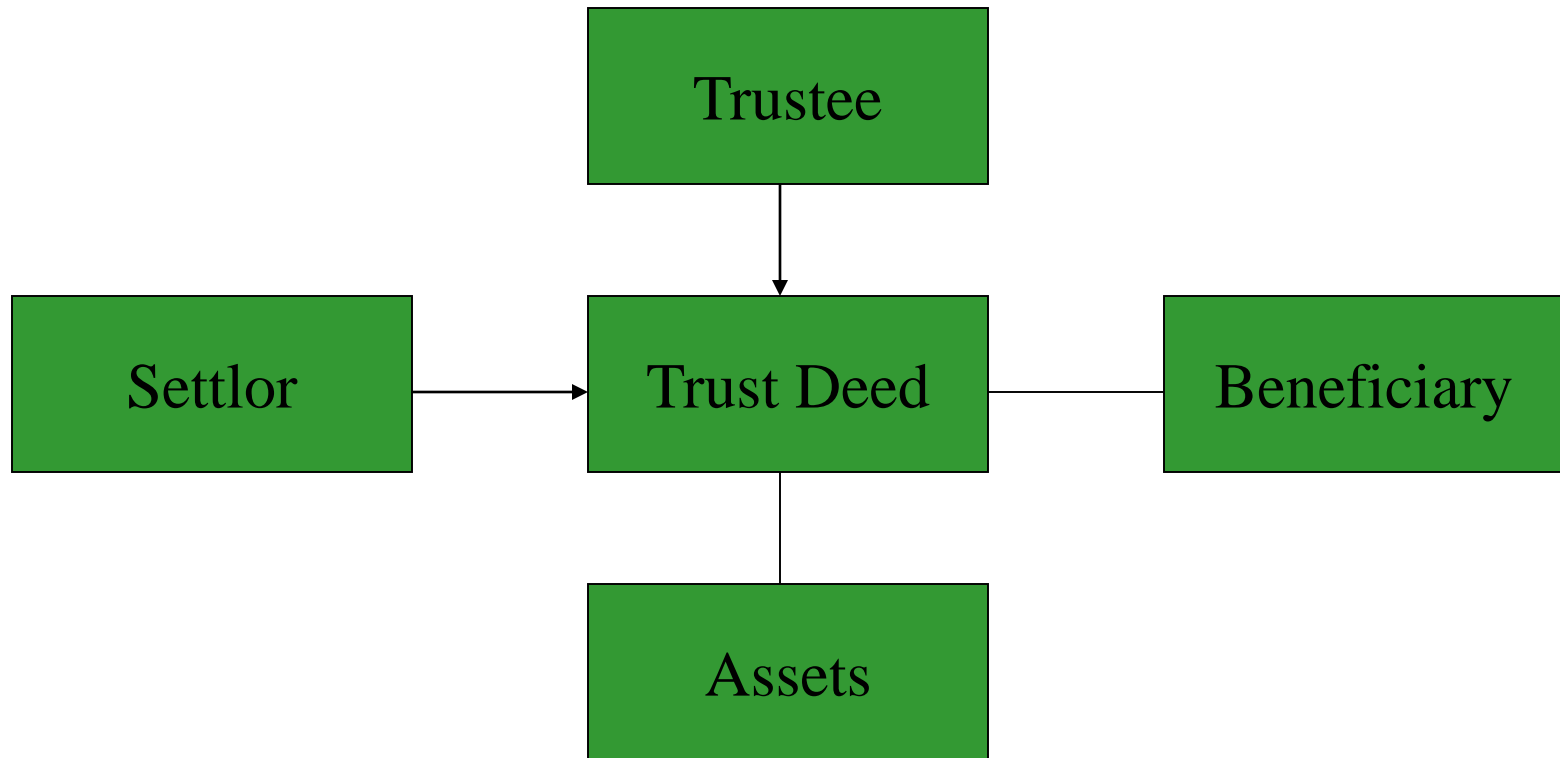 Trustee
Settlor
Trust Deed
Beneficiary
Assets